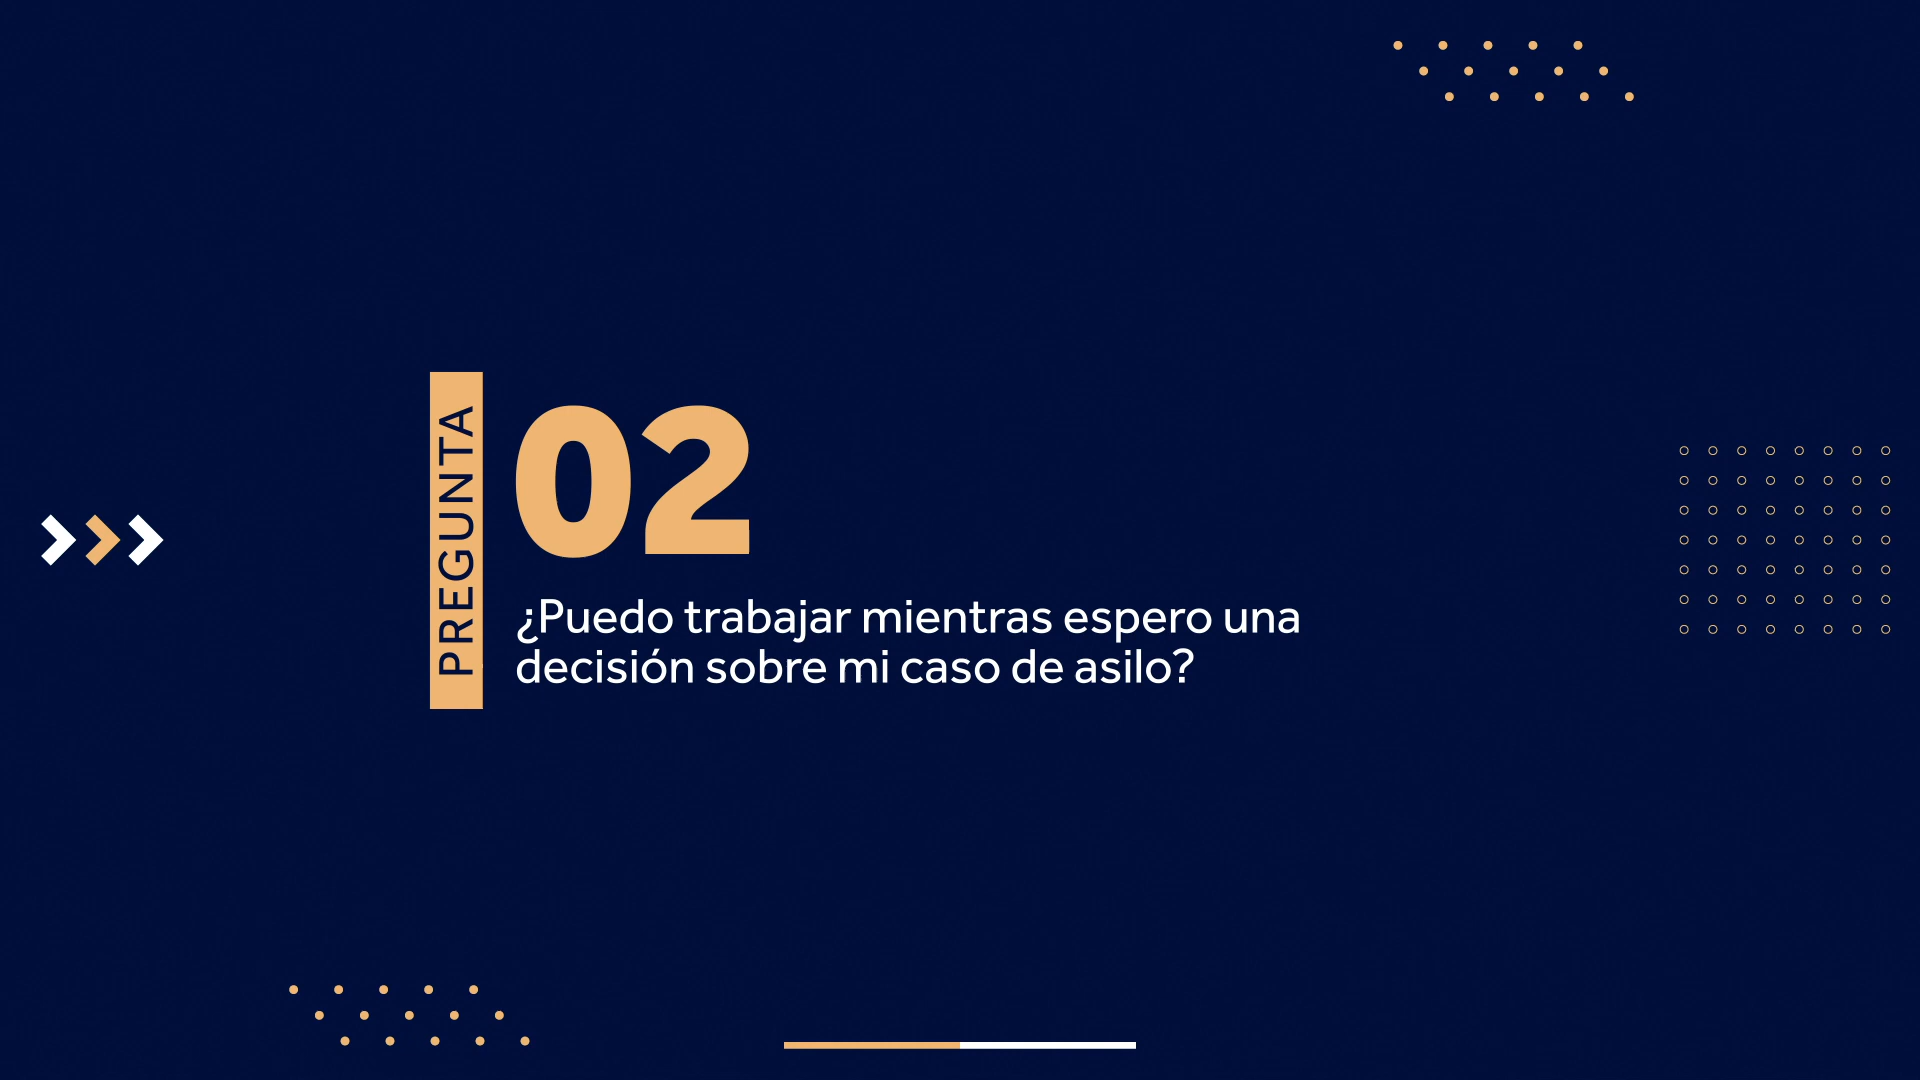 PREGUNTA
02
¿Puedo trabajar mientras espero una
decisión sobre mi caso de asilo?